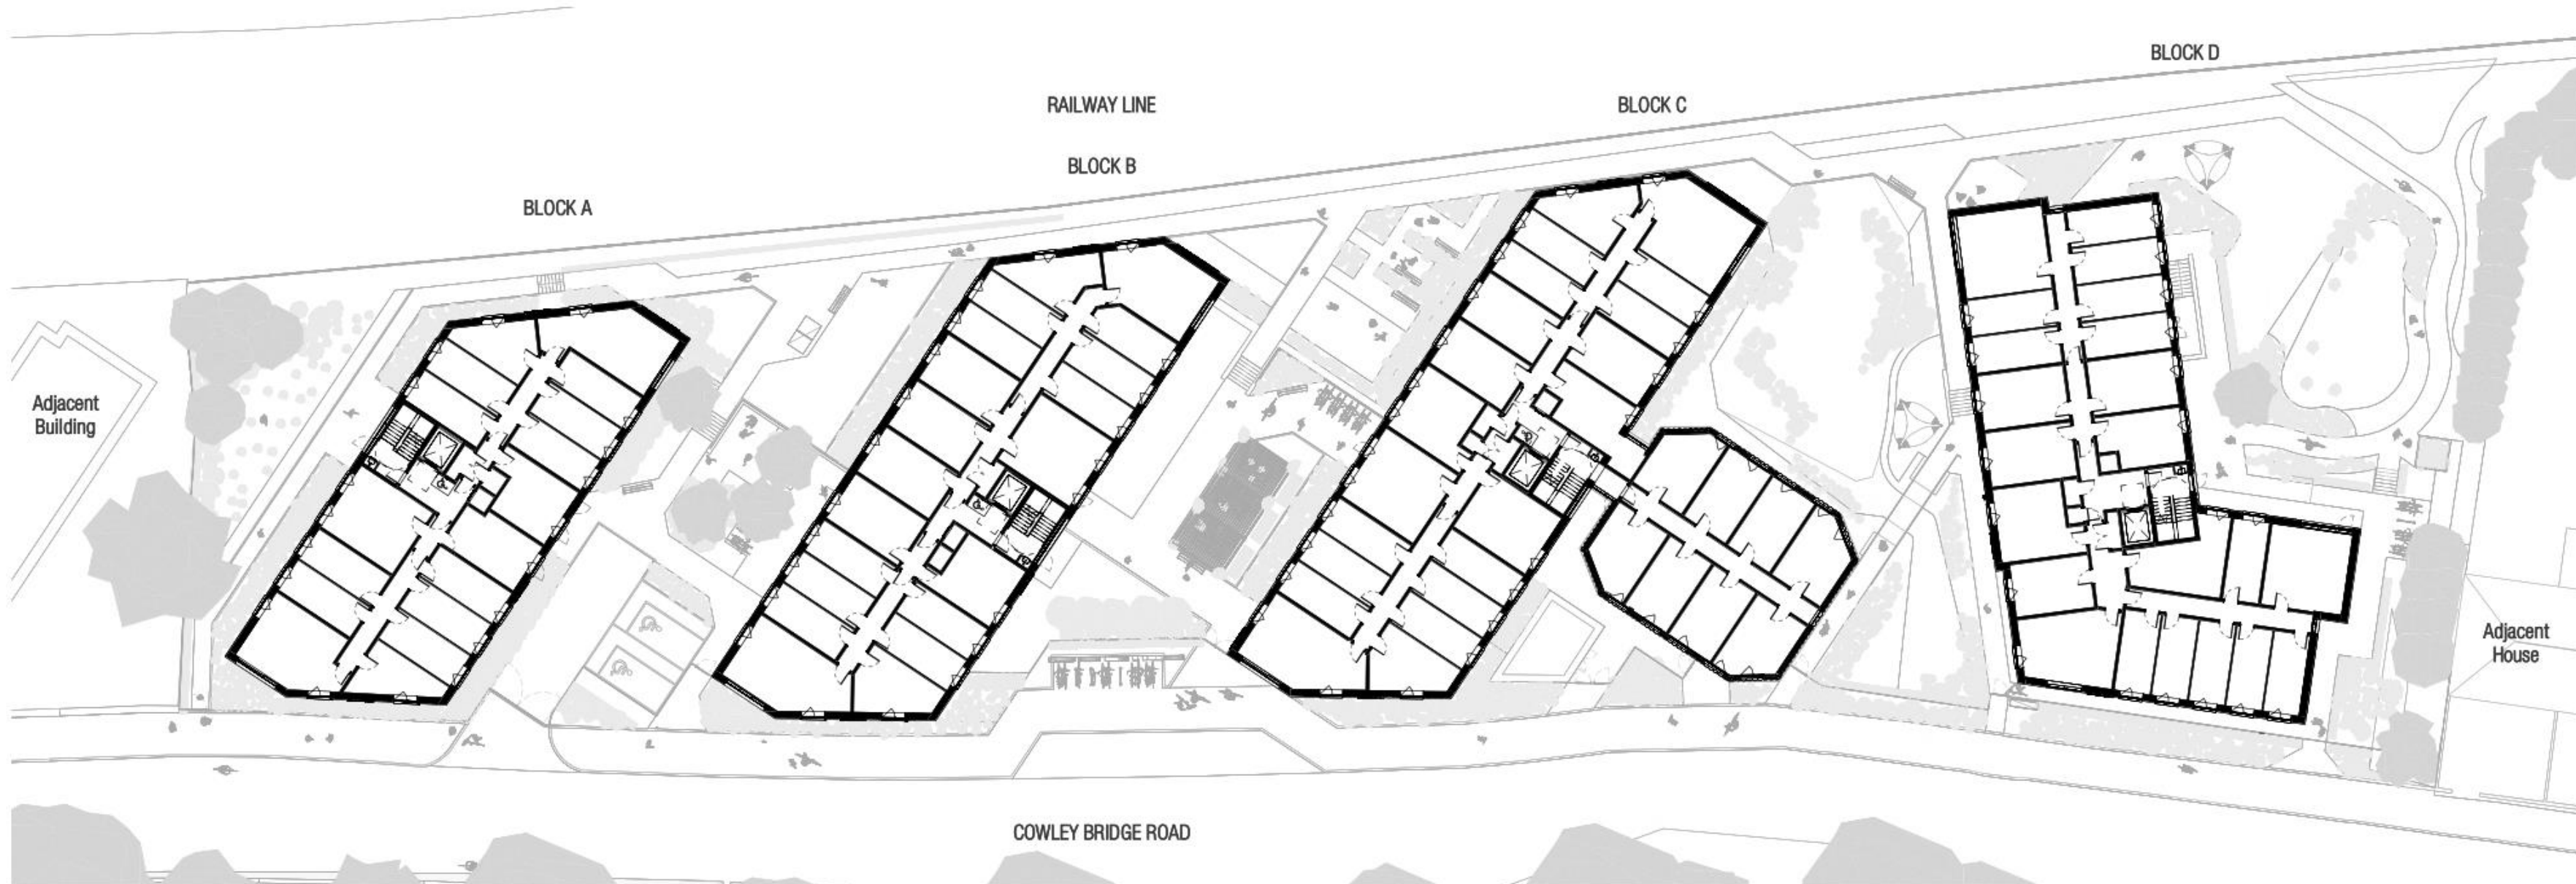 BLOCK D
RAILWAY LINE
BLOCK C
BLOCK B
BLOCK A
Adjacent
Building
Adjacent
House
COWLEY BRIDGE ROAD